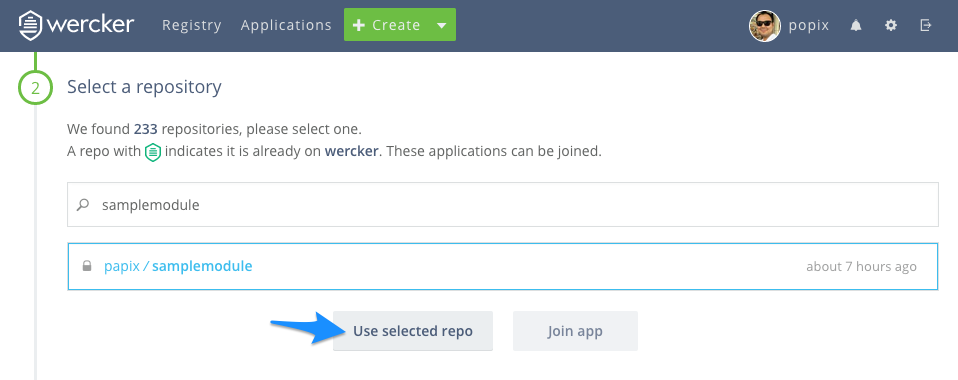 wercker Registry Applications + Create popix
2 Select a repository
We found 233 repositories, please select one.
A repo with indicates it is already on wercker. These applications can be joined.
samplemodule
papix / samplemodule about 7 hours ago
Use selected repo Join app